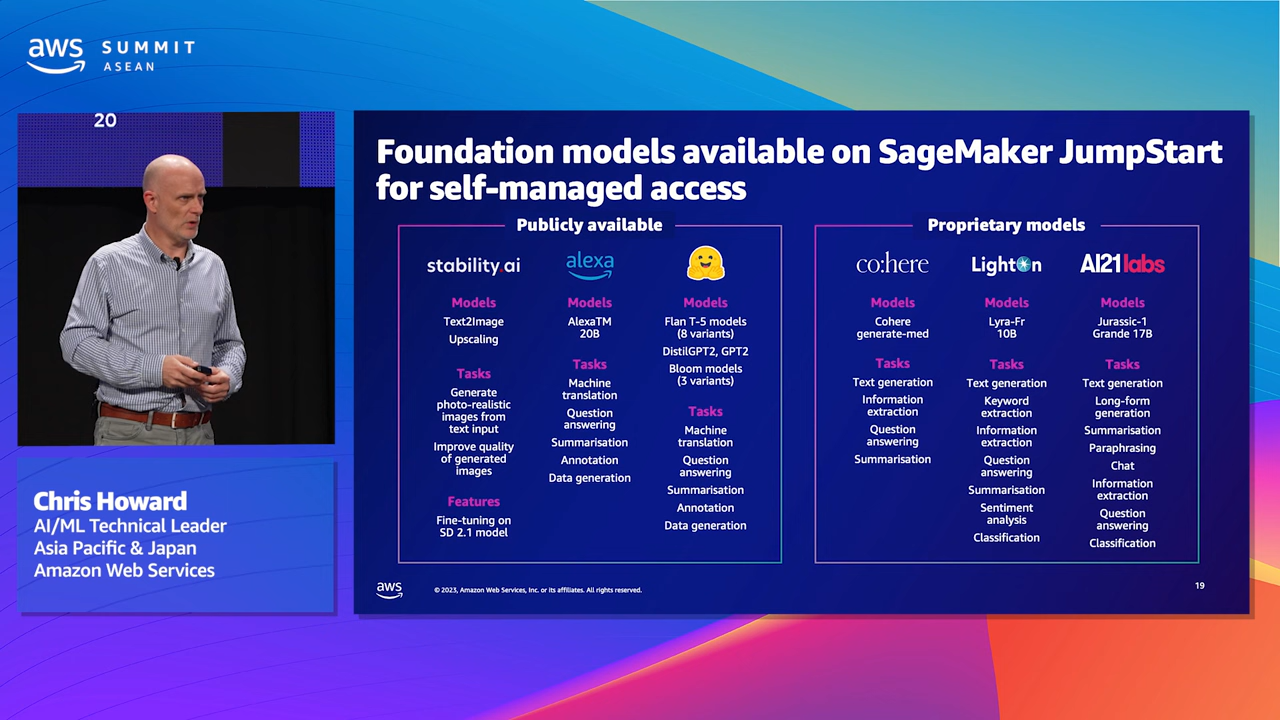 aws SUMMIT
ASEAN
20
Chris Howard
AI/ML Technical Leader
Asia Pacific & Japan
Amazon Web Services
Foundation models available on SageMaker JumpStart
for self-managed access
Publicly available
stability.ai
Models
Text2Image
Upscaling
Tasks
Generate
photo-realistic
images from
text input
Improve quality
of generated
images
Features
Fine-tuning on
SD 2.1 model
alexa
Models
AlexaTM
20B
Tasks
Machine
translation
Question
answering
Summarisation
Annotation
Data generation
Models
Flan T-5 models
(8 variants)
DistilGPT2, GPT2
Bloom models
(3 variants)
Tasks
Machine
translation
Question
answering
Summarisation
Annotation
Data generation
Proprietary models
co:here
Models
Cohere
generate-med
Tasks
Text generation
Information
extraction
Question
answering
Summarisation
LightOn
Models
Lyra-Fr
10B
Tasks
Text generation
Keyword
extraction
Information
extraction
Question
answering
Summarisation
Sentiment
analysis
Classification
AI21labs
Models
Jurassic-1
Grande 17B
Tasks
Text generation
Long-form
generation
Summarisation
Paraphrasing
Chat
Information
extraction
Question
answering
Classification
aws
© 2023, Amazon Web Services, Inc. or its affiliates. All rights reserved.
19